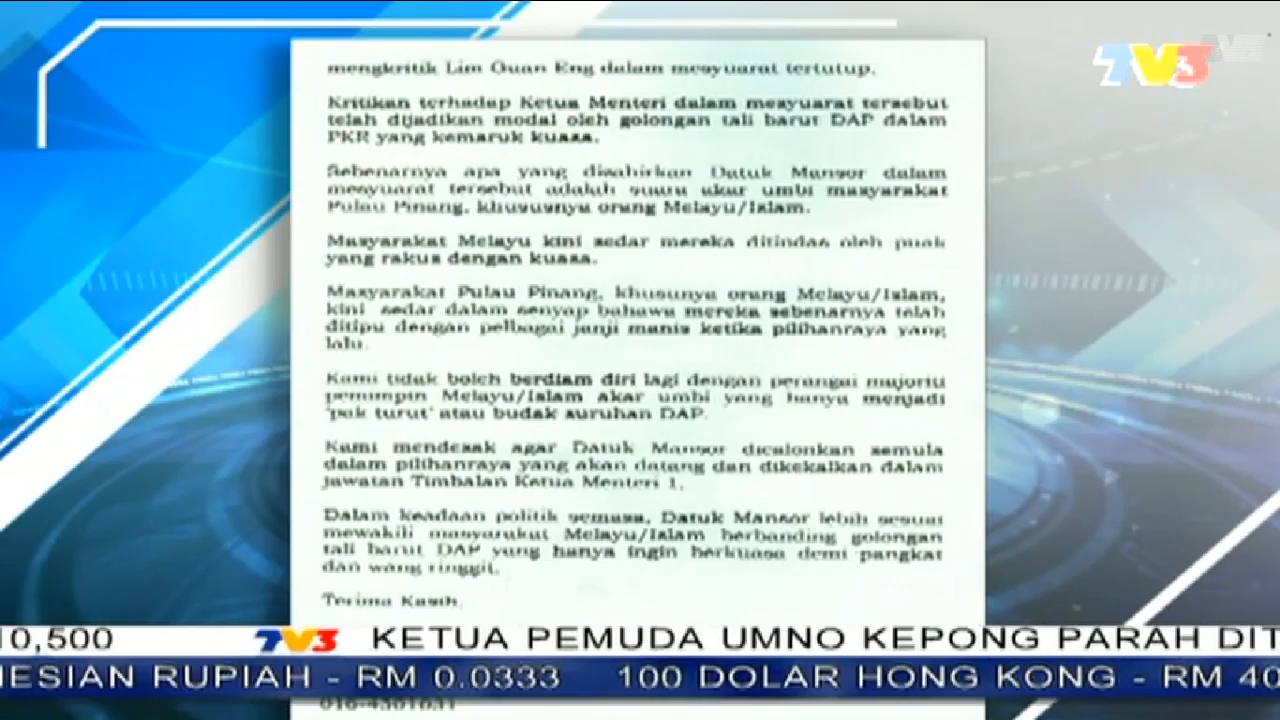 TV3
mengkritik Lim Guan Eng dalam mesyuarat tertutup.
Kritikan terhadap Ketua Menteri dalam mesyuarat tersebut
telah dijadikan modal oleh golongan tali barut DAP dalam
PKR yang kemaruk kuasa.
Sebenarnya apa yang disahirkan Datuk Mansor dalam
mesyuarat tersebut adalah suara akar umbi masyarakat
Pulau Pinang, khususnya orang Melayu/Islam.
Masyarakat Melayu kini sedar mereka ditindas oleh puak
yang rakus dengan kuasa.
Masyarakat Pulau Pinang, khusunya orang Melayu/Islam,
kini sedar dalam senyap bahawa mereka sebenarnya telah
ditipu dengan pelbagai janji manis ketika pilihanraya yang
lalu.
Kami tidak boleh berdiam diri lagi dengan perangai majoriti
pemimpin Melayu/Islam akar umbi yang hanya menjadi
'pak turut' atau budak suruhan DAP.
Kami mendesak agar Datuk Mansor dicalonkan semula
dalam pilihanraya yang akan datang dan dikekalkan dalam
jawatan Timbalan Ketua Menteri 1.
Dalam keadaan politik semasa, Datuk Mansor lebih sesuai
mewakili masyarakat Melayu/Islam berbanding golongan
tali barut DAP yang hanya ingin berkuasa demi pangkat
dan wang ringgit.
Terima Kasih.
10,500 TV3 KETUA PEMUDA UMNO KEPONG PARAH DIT
NESIAN RUPIAH - RM 0.0333 100 DOLAR HONG KONG - RM 40